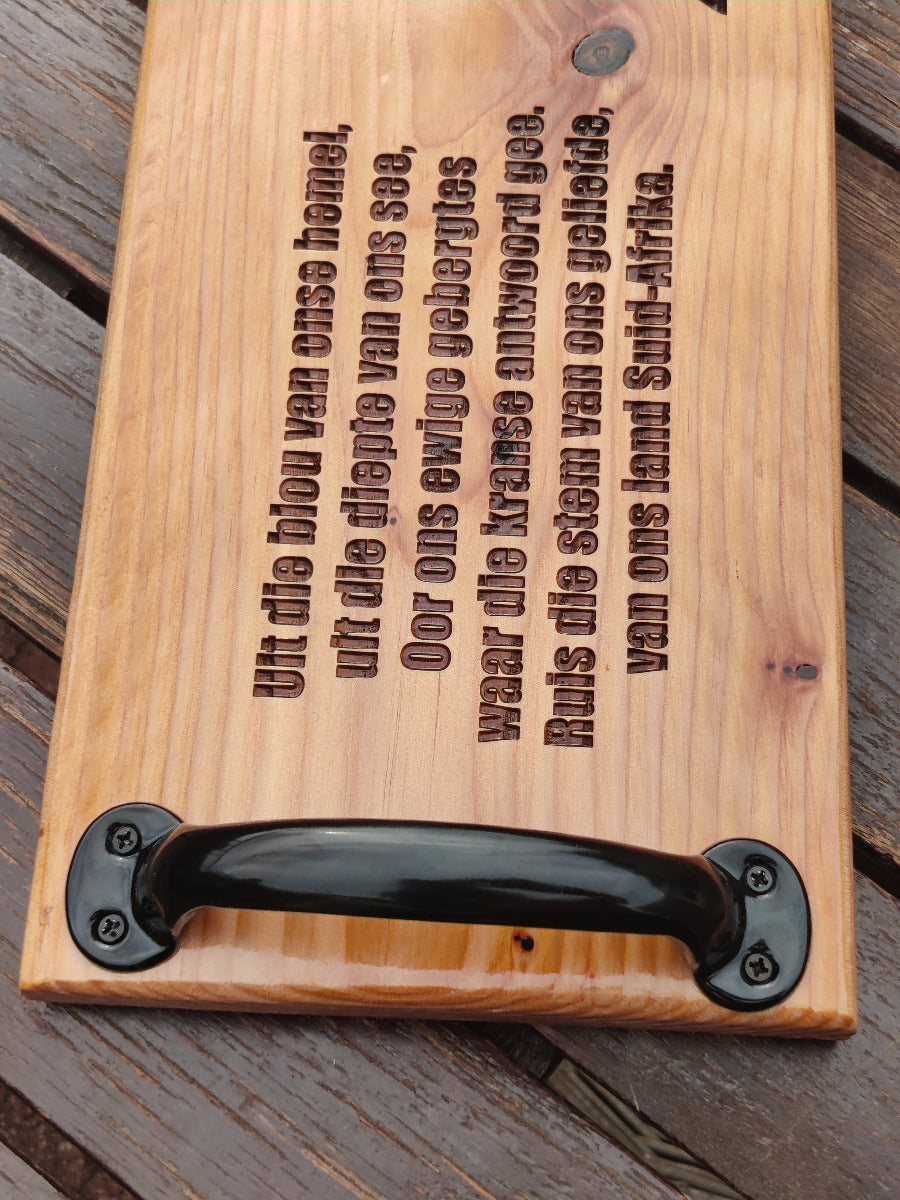 Uit die blou van onse hemel,
uit die diepte van ons see,
Oor ons ewige gebergtes
waar die kranse antwoord gee.
Ruis die stem van ons geliefde,
van ons land Suid-Afrika.